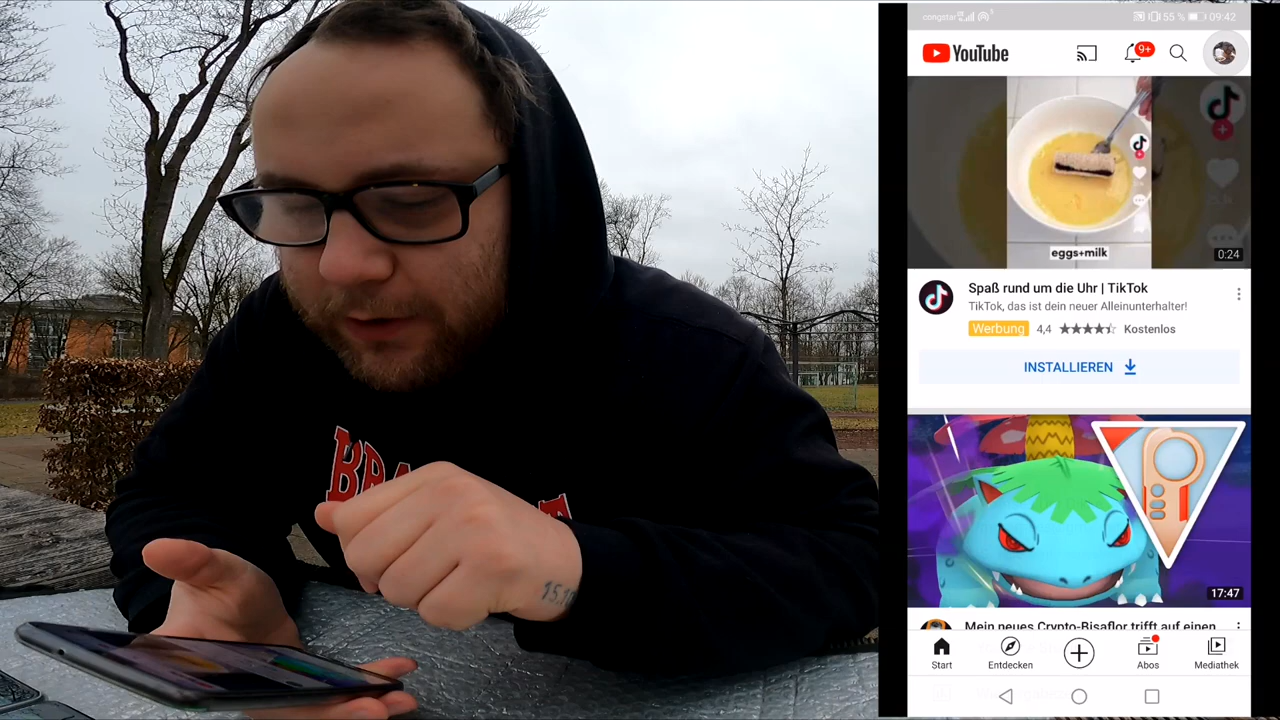 congstar
55 % 09:42
YouTube
9+
eggs+milk
0:24
Spaß rund um die Uhr | TikTok
TikTok, das ist dein neuer Alleinunterhalter!
Werbung 4,4 Kostenlos
INSTALLIEREN
17:47
Mein neues Crypto-Bisaflor trifft auf einen
Start
Entdecken
Abos
Mediathek